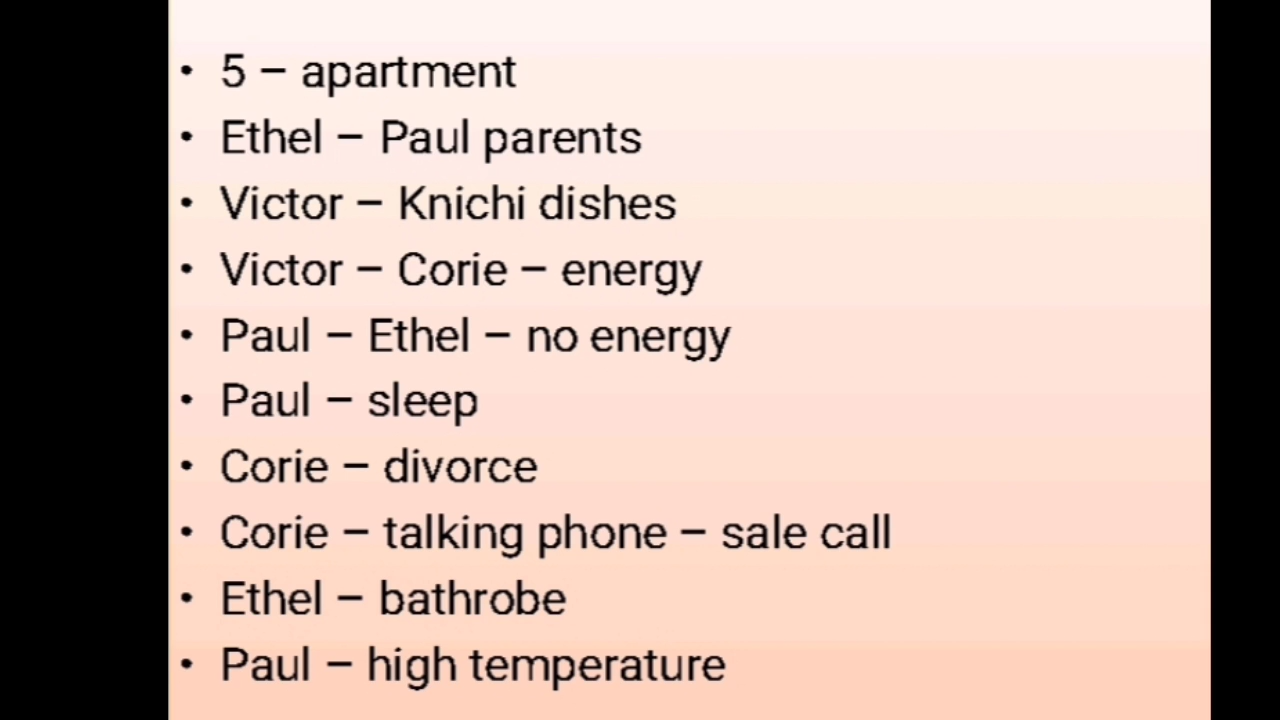 • 5 – apartment
• Ethel – Paul parents
• Victor – Knichi dishes
• Victor – Corie – energy
• Paul – Ethel – no energy
• Paul – sleep
• Corie – divorce
• Corie – talking phone – sale call
• Ethel – bathrobe
• Paul – high temperature